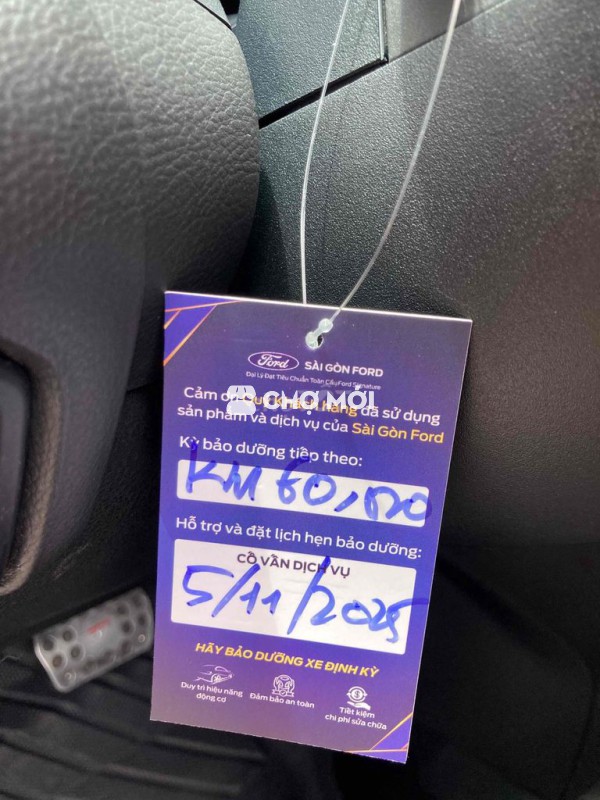 Ford SÀI GÒN FORD
Đại Lý Đạt Tiêu Chuẩn Toàn Cầu Ford Signature
Cảm ơn Quý khách hàng đã sử dụng
CHỢ MỚI
sản phẩm và dịch vụ của Sài Gòn Ford
Kỳ bảo dưỡng tiếp theo:
KM 60,000
Hỗ trợ và đặt lịch hẹn bảo dưỡng:
CỐ VẤN DỊCH VỤ
5/11/2025
HÃY BẢO DƯỠNG XE ĐỊNH KỲ
Duy trì hiệu năng
động cơ
Đảm bảo an toàn
Tiết kiệm
chi phí sửa chữa